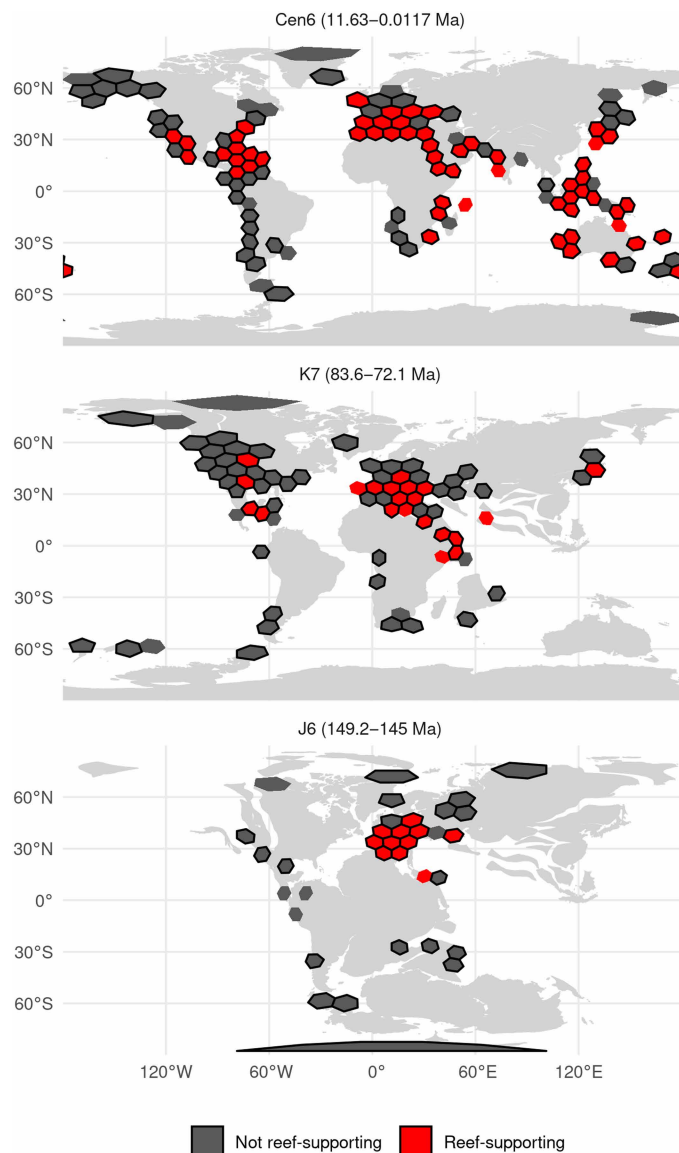 Cen6 (11.63–0.0117 Ma)
60°N
30°N
0°
30°S
60°S
K7 (83.6–72.1 Ma)
60°N
30°N
0°
30°S
60°S
J6 (149.2–145 Ma)
60°N
30°N
0°
30°S
60°S
120°W 60°W 0° 60°E 120°E
Not reef-supporting Reef-supporting